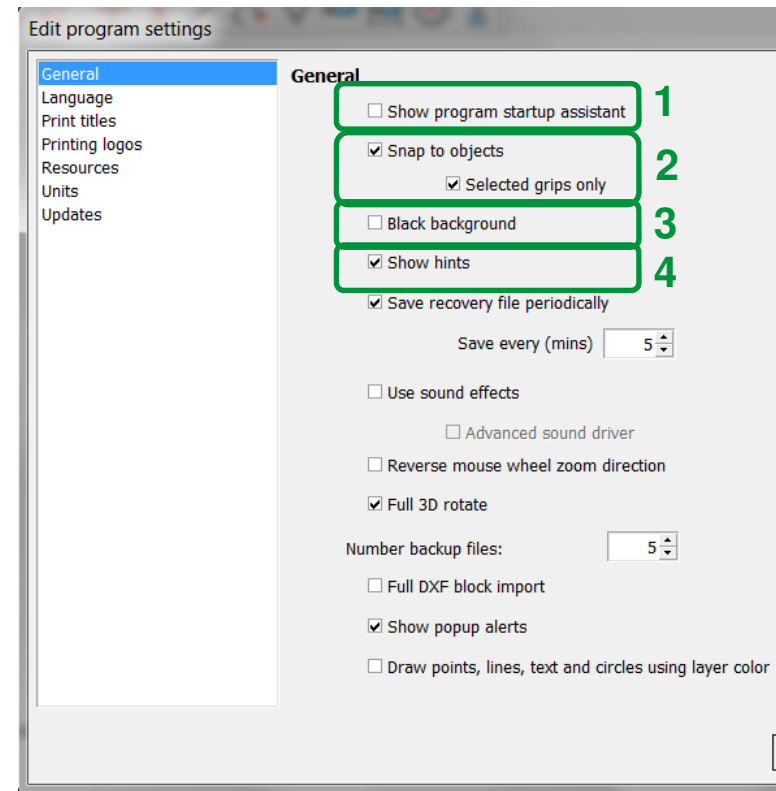 Edit program settings
General
Language
Print titles
Printing logos
Resources
Units
Updates
General
Show program startup assistant 1
Snap to objects
Selected grips only
2
Black background 3
Show hints 4
Save recovery file periodically
Save every (mins) 5
Use sound effects
Advanced sound driver
Reverse mouse wheel zoom direction
Full 3D rotate
Number backup files: 5
Full DXF block import
Show popup alerts
Draw points, lines, text and circles using layer color